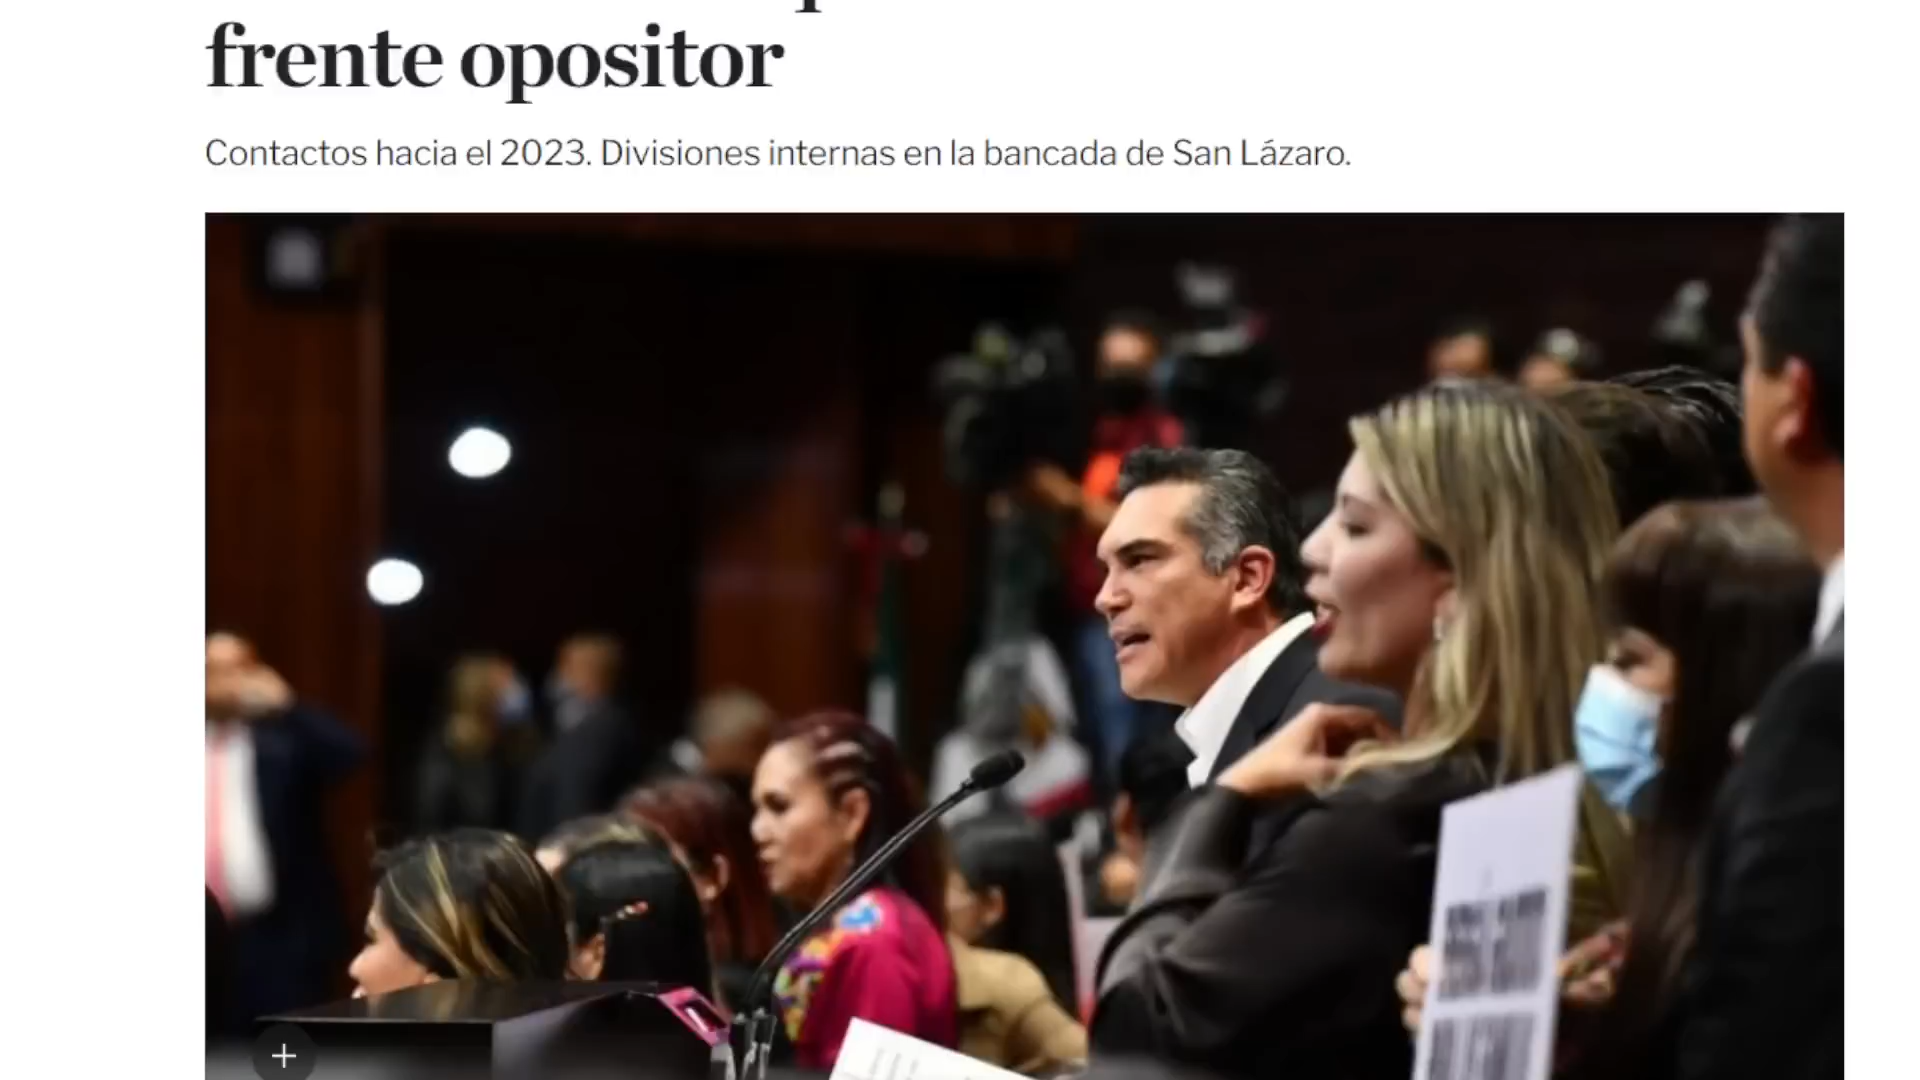 frente opositor
Contactos hacia el 2023. Divisiones internas en la bancada de San Lázaro.